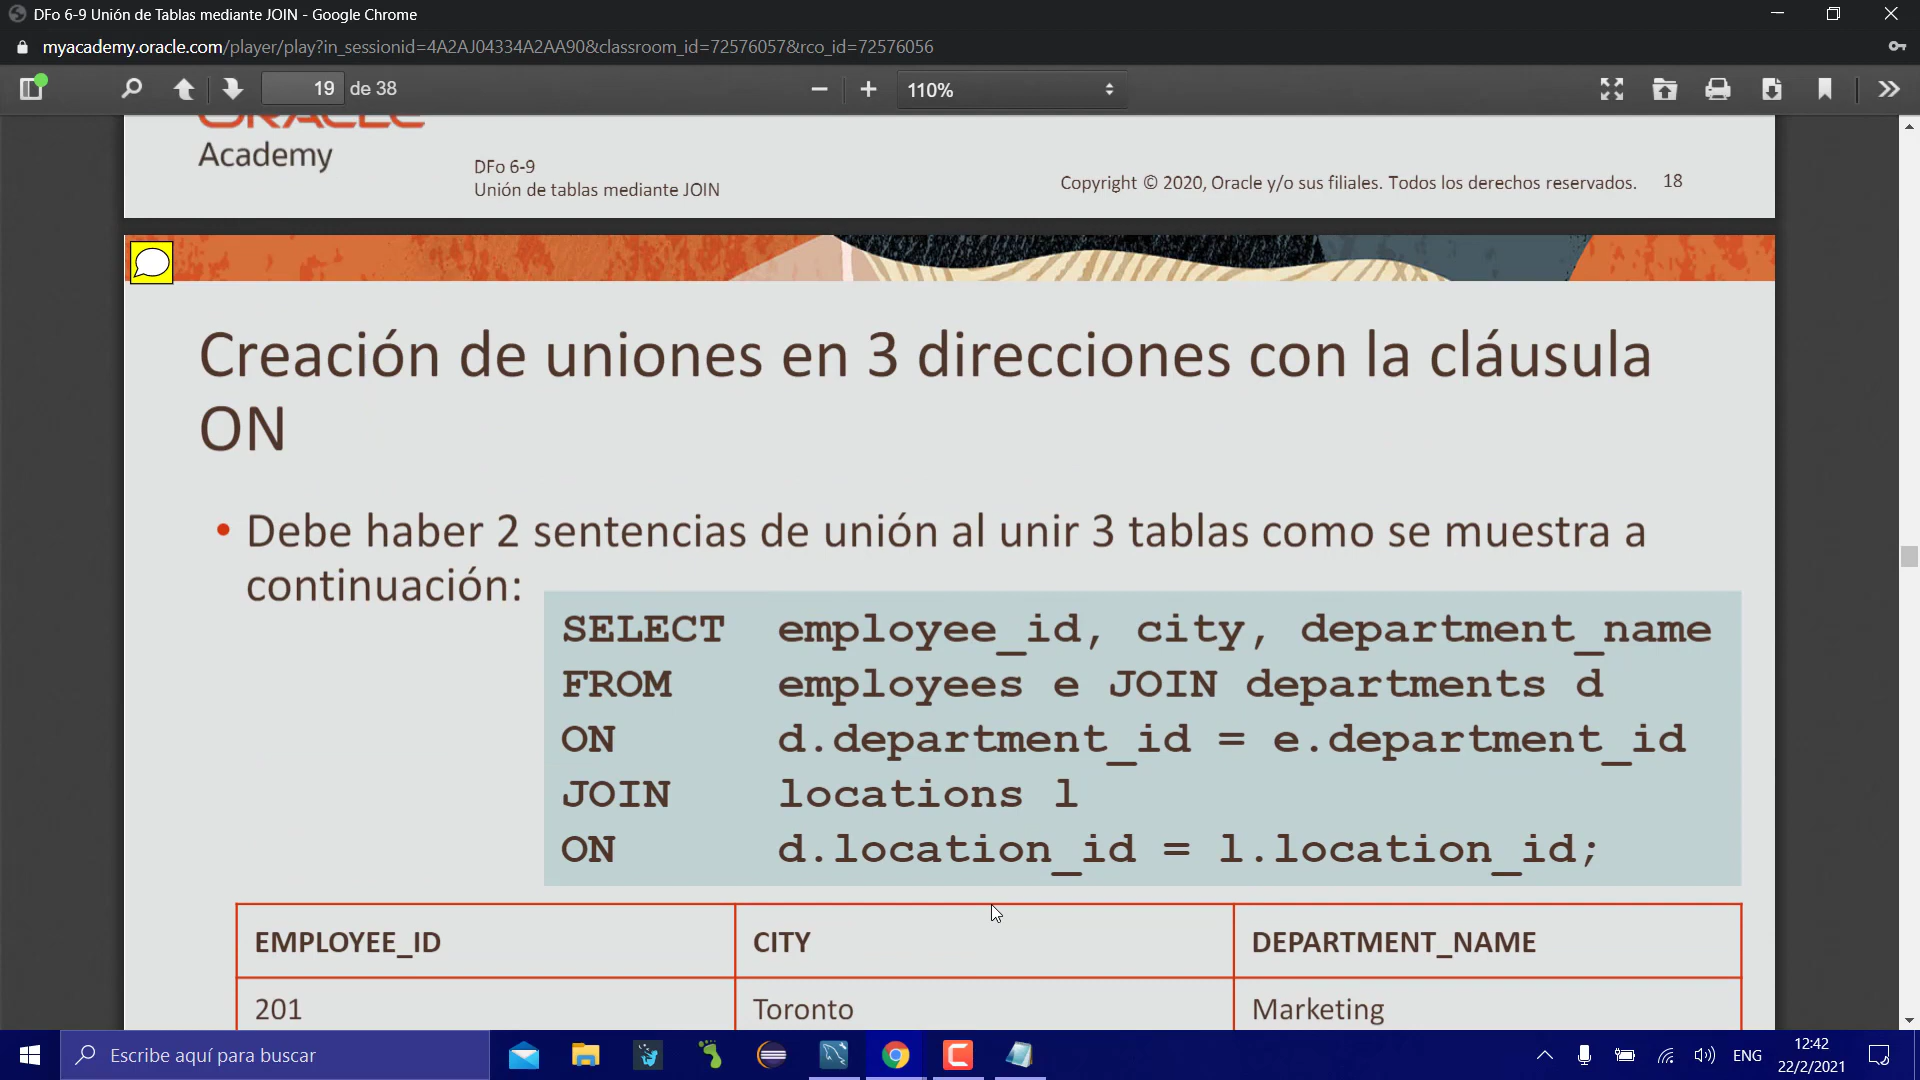 DFo 6-9 Unión de Tablas mediante JOIN - Google Chrome
myacademy.oracle.com/player/play?in_sessionid=4A2AJ04334A2AA90&classroom_id=72576057&rco_id=72576056
19 de 38
110%
ORACLE
Academy
DFo 6-9
Unión de tablas mediante JOIN
Copyright © 2020, Oracle y/o sus filiales. Todos los derechos reservados. 18
Creación de uniones en 3 direcciones con la cláusula
ON
• Debe haber 2 sentencias de unión al unir 3 tablas como se muestra a
continuación:
SELECT employee_id, city, department_name
FROM employees e JOIN departments d
ON d.department_id = e.department_id
JOIN locations l
ON d.location_id = l.location_id;
EMPLOYEE_ID CITY DEPARTMENT_NAME
201 Toronto Marketing
Escribe aquí para buscar
ENG
12:42
22/2/2021